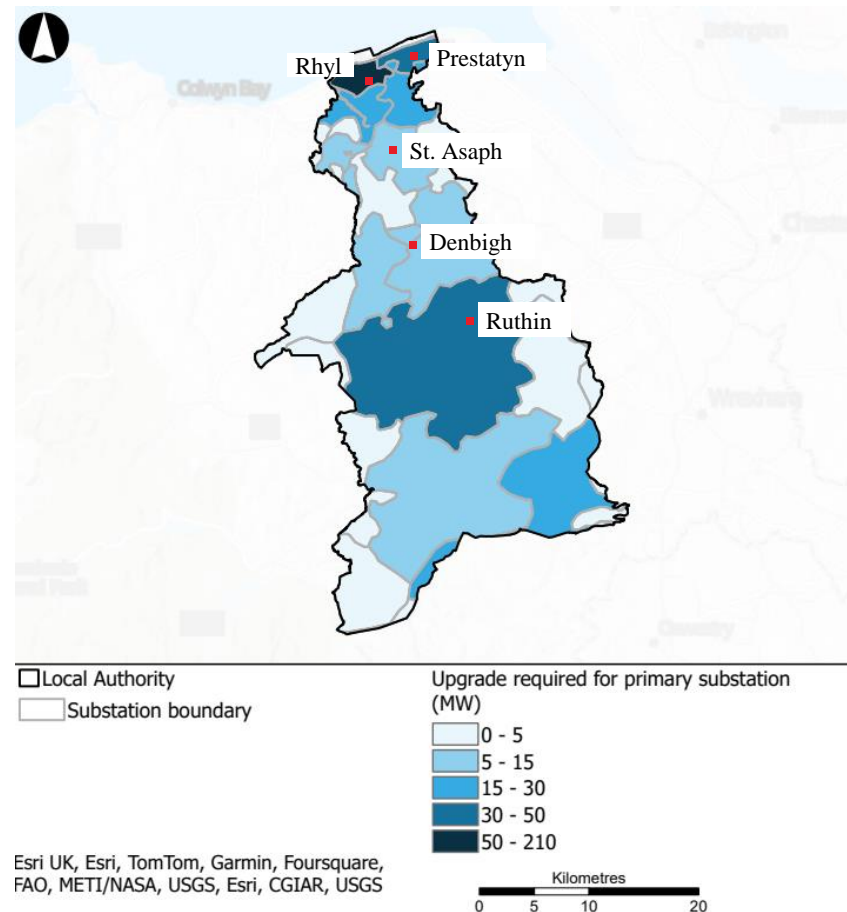 Rhyl
Prestatyn
Colwyn Bay
St. Asaph
Denbigh
Ruthin
Wrexham
Oswestry
Local Authority
Substation boundary
Upgrade required for primary substation
(MW)
0 - 5
5 - 15
15 - 30
30 - 50
50 - 210
Esri UK, Esri, TomTom, Garmin, Foursquare,
FAO, METI/NASA, USGS, Esri, CGIAR, USGS
Kilometres
0 5 10 20